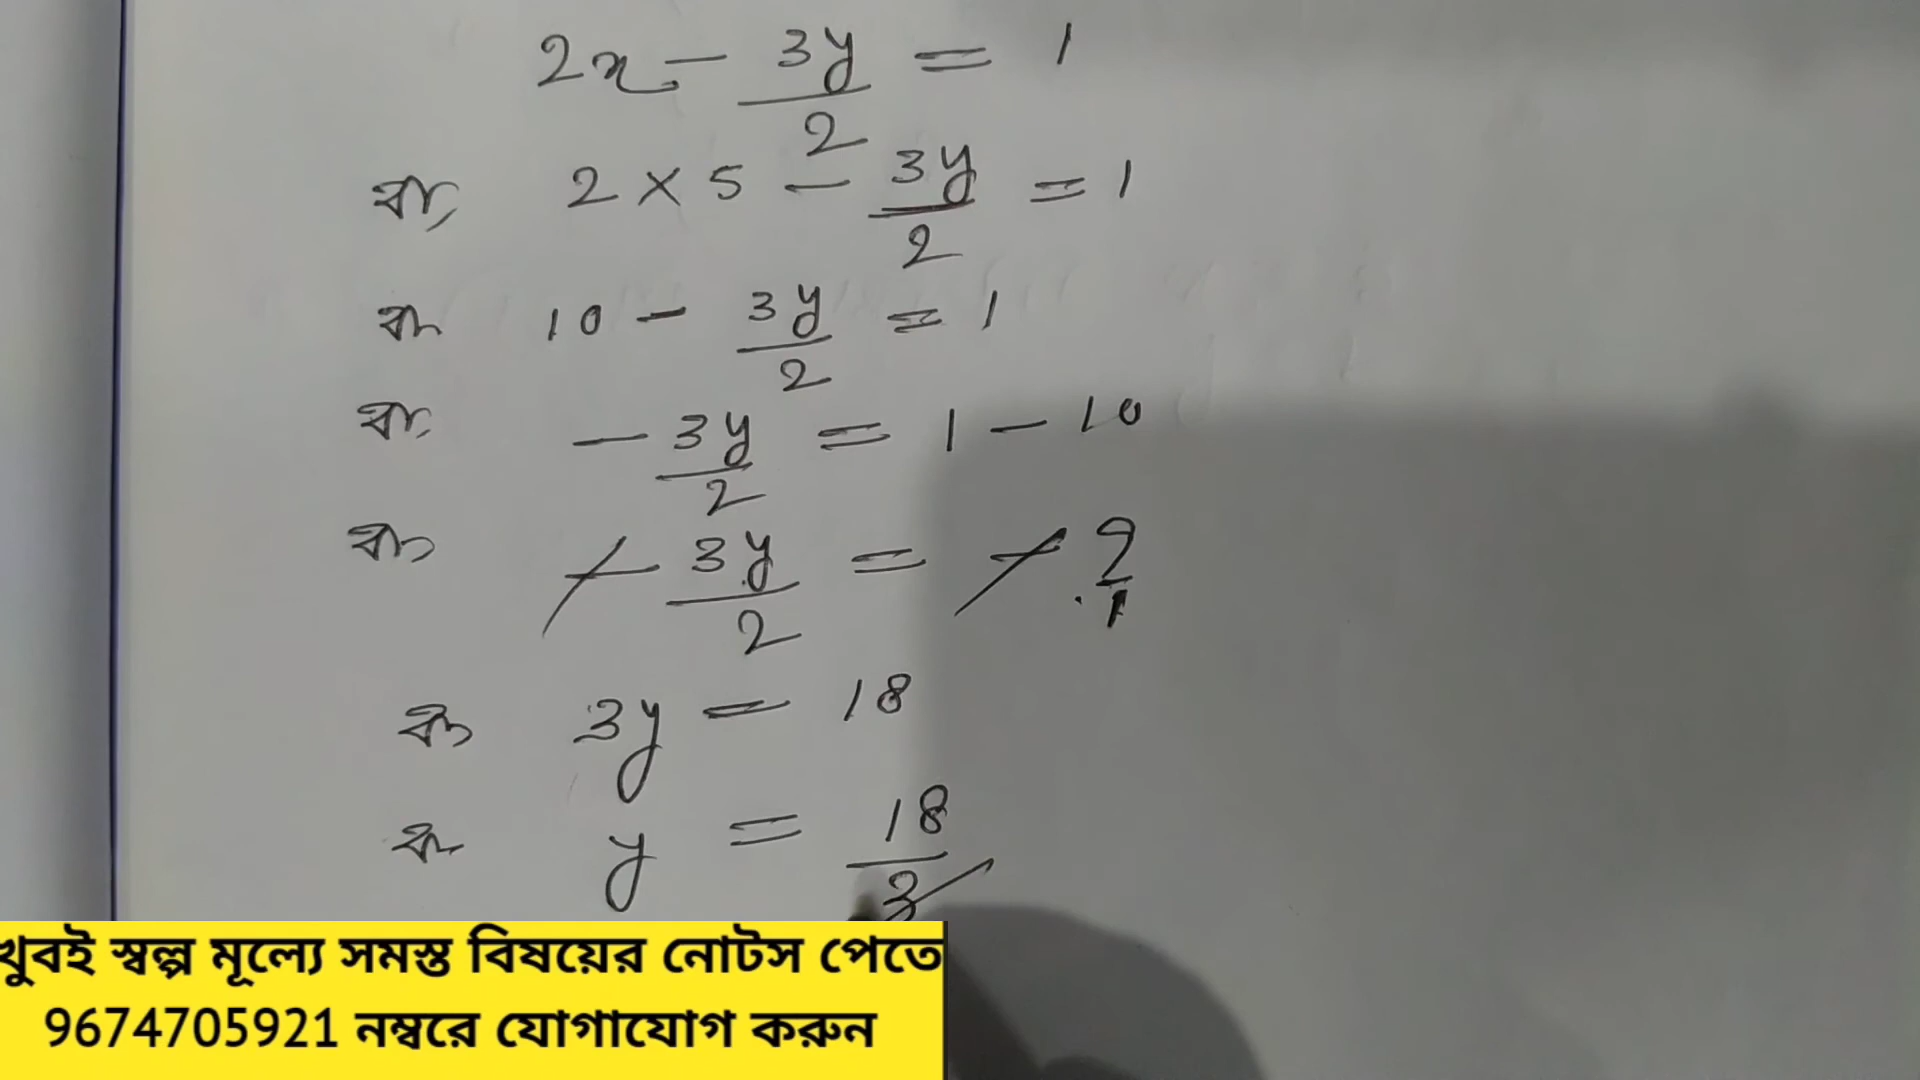 2x - 3y/2 = 1
বা, 2 × 5 - 3y/2 = 1
বা, 10 - 3y/2 = 1
বা, - 3y/2 = 1 - 10
বা, - 3y/2 = - 9/1
বা, 3y = 18
বা, y = 18/3
খুবই স্বল্প মূল্যে সমস্ত বিষয়ের নোটস পেতে
9674705921 নম্বরে যোগাযোগ করুন